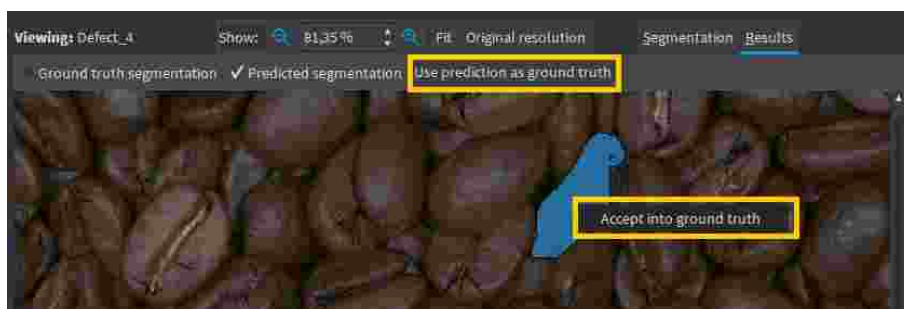 Viewing: Defect_4 Show: 81,35 % Fit Original resolution Segmentation Results
Ground truth segmentation ✓ Predicted segmentation Use prediction as ground truth
Accept into ground truth